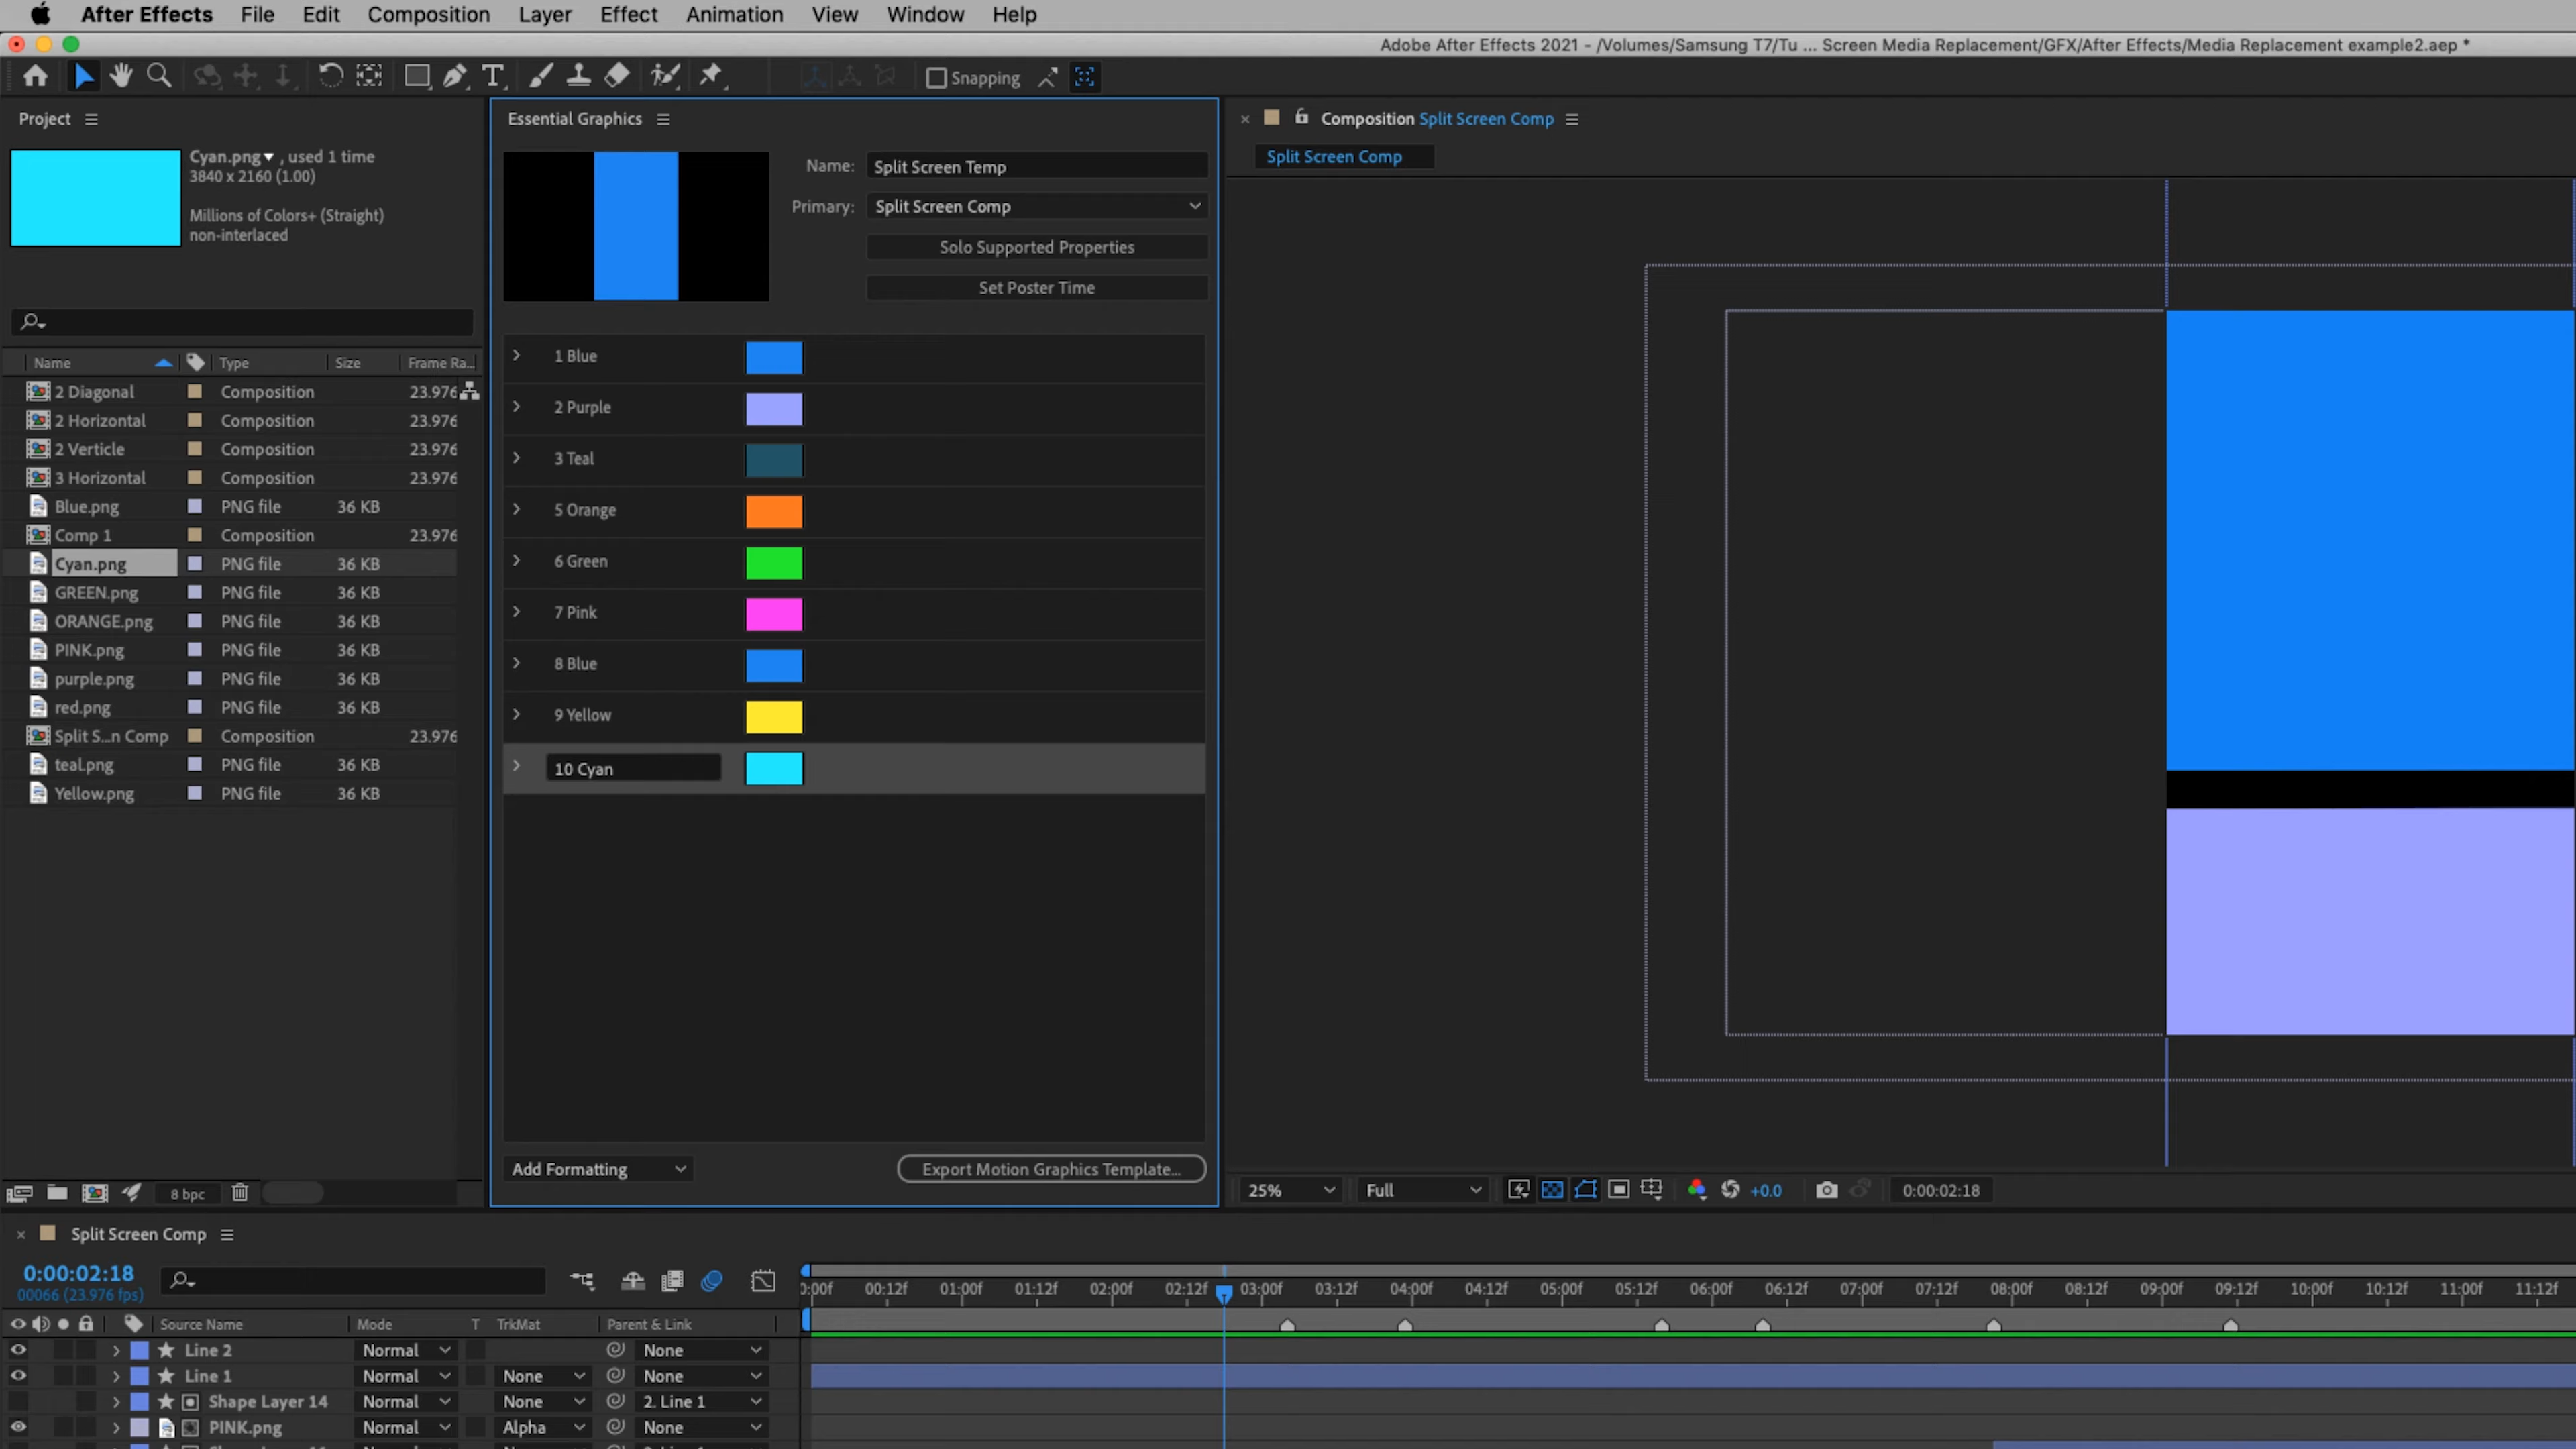 After Effects File Edit Composition Layer Effect Animation View Window Help
Adobe After Effects 2021 - /Volumes/Samsung T7/Tu ... Screen Media Replacement/GFX/After Effects/Media Replacement example2.aep *
Snapping
Project
Cyan.png , used 1 time
3840 x 2160 (1.00)
Millions of Colors+ (Straight)
non-interlaced
Name Type Size Frame Ra...
2 Diagonal Composition 23.976
2 Horizontal Composition 23.976
2 Verticle Composition 23.976
3 Horizontal Composition 23.976
Blue.png PNG file 36 KB
Comp 1 Composition 23.976
Cyan.png PNG file 36 KB
GREEN.png PNG file 36 KB
ORANGE.png PNG file 36 KB
PINK.png PNG file 36 KB
purple.png PNG file 36 KB
red.png PNG file 36 KB
Split S...n Comp Composition 23.976
teal.png PNG file 36 KB
Yellow.png PNG file 36 KB
8 bpc
Essential Graphics
Name: Split Screen Temp
Primary: Split Screen Comp
Solo Supported Properties
Set Poster Time
1 Blue
2 Purple
3 Teal
5 Orange
6 Green
7 Pink
8 Blue
9 Yellow
10 Cyan
Add Formatting
Export Motion Graphics Template...
Composition Split Screen Comp
Split Screen Comp
25% Full +0.0 0:00:02:18
Split Screen Comp
0:00:02:18
00066 (23.976 fps)
0:00f 00:12f 01:00f 01:12f 02:00f 02:12f 03:00f 03:12f 04:00f 04:12f 05:00f 05:12f 06:00f 06:12f 07:00f 07:12f 08:00f 08:12f 09:00f 09:12f 10:00f 10:12f 11:00f 11:12f
Source Name Mode T TrkMat Parent & Link
Line 2 Normal None
Line 1 Normal None None
Shape Layer 14 Normal None 2. Line 1
PINK.png Normal Alpha None